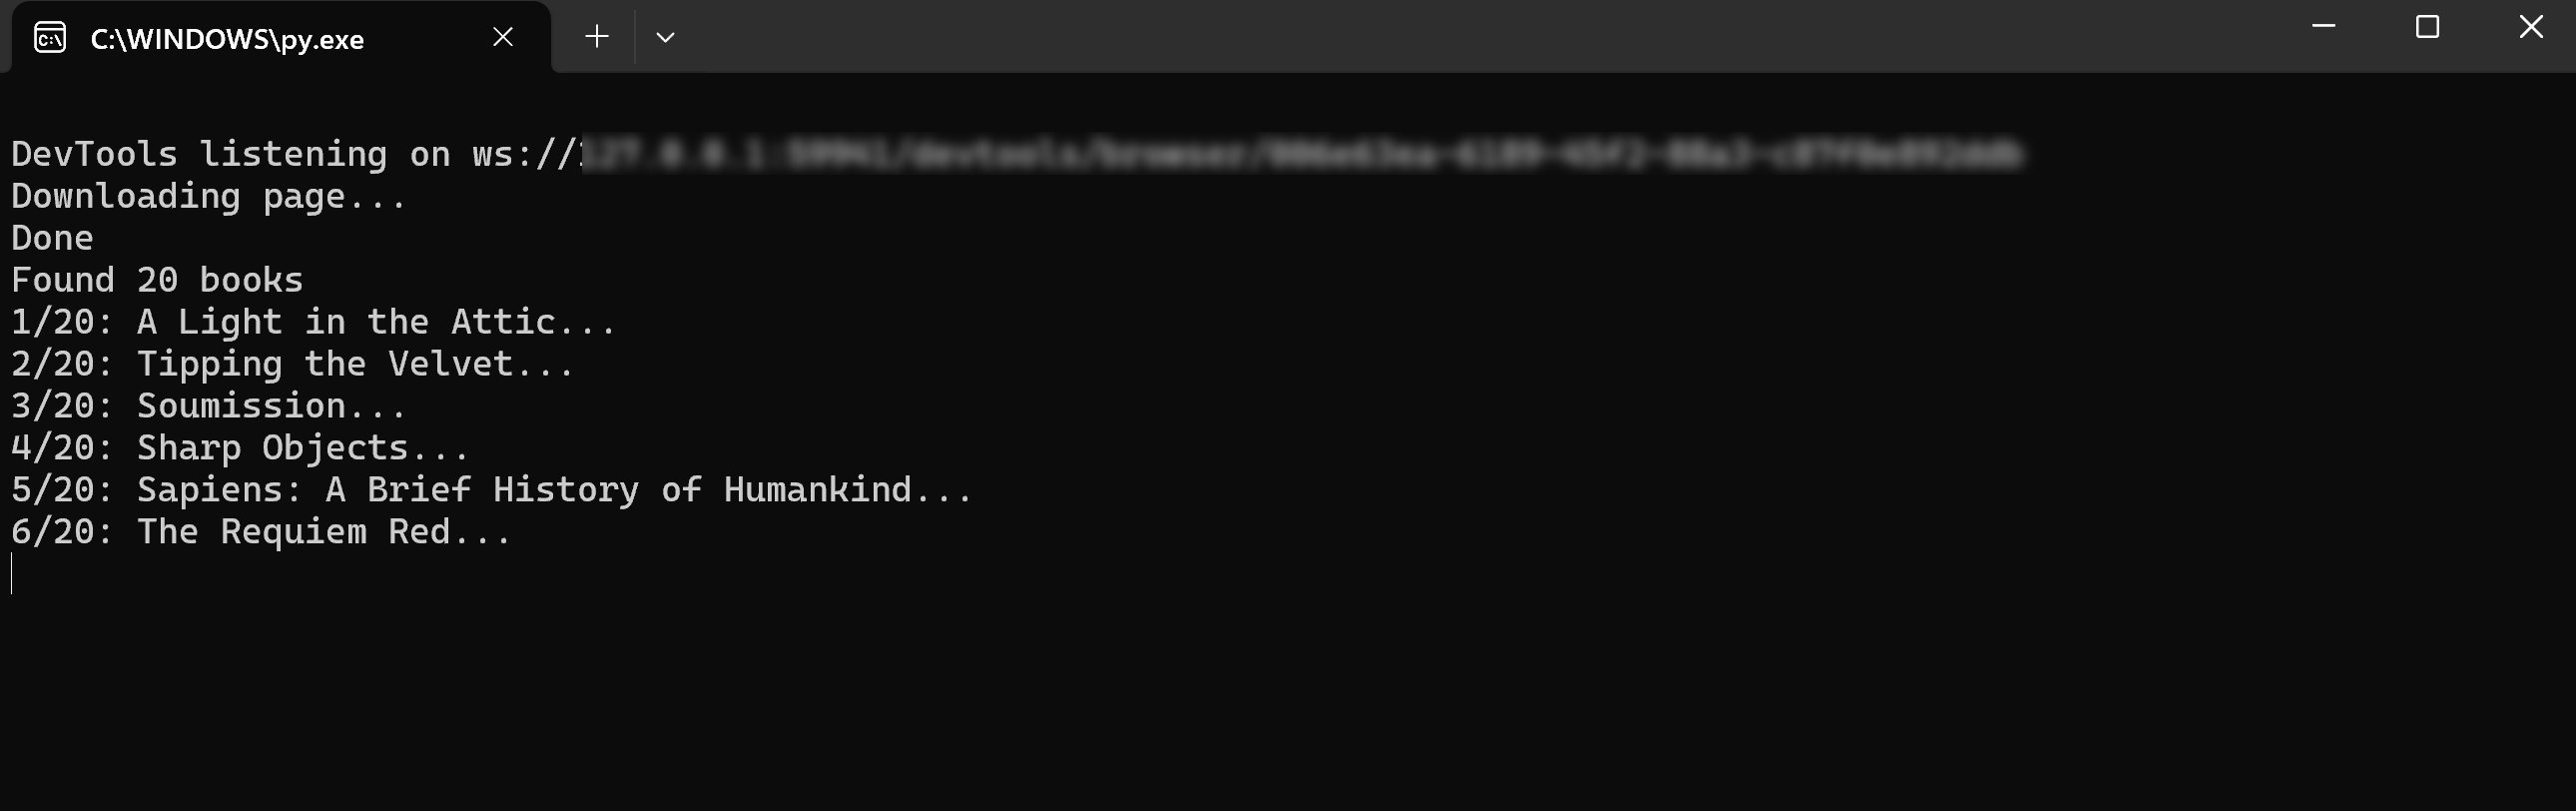 C:\WINDOWS\py.exe
DevTools listening on ws://
Downloading page...
Done
Found 20 books
1/20: A Light in the Attic...
2/20: Tipping the Velvet...
3/20: Soumission...
4/20: Sharp Objects...
5/20: Sapiens: A Brief History of Humankind...
6/20: The Requiem Red...